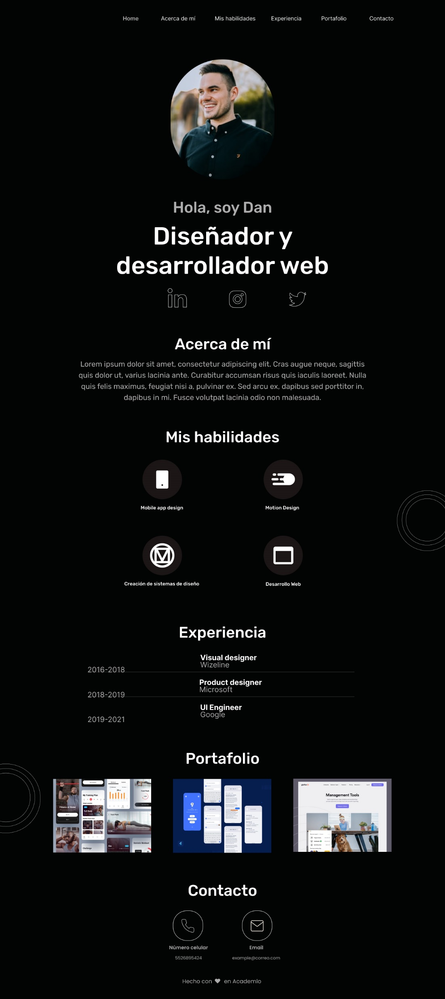 Home Acerca de mí Mis habilidades Experiencia Portafolio Contacto
Hola, soy Dan
Diseñador y
desarrollador web
in
Acerca de mí
Lorem ipsum dolor sit amet, consectetur adipiscing elit. Cras augue neque, sagittis
quis dolor ut, varius lacinia ante. Curabitur accumsan risus quis iaculis laoreet. Nulla
quis felis maximus, feugiat nisi a, pulvinar ex. Sed arcu ex, dapibus sed porttitor in,
dapibus in mi. Fusce volutpat lacinia odio non malesuada.
Mis habilidades
Mobile app design
Motion Design
Creación de sistemas de diseño
Desarrollo Web
Experiencia
2016-2018
Visual designer
Wizeline
2018-2019
Product designer
Microsoft
2019-2021
UI Engineer
Google
Portafolio
Fitness at Home
My Training Plan
Full Body
Challenge
Front Plank
Abs
Statistic Workout
Management Tools
Contacto
Número celular
5526895424
Email
example@correo.com
Hecho con ❤ en Academlo